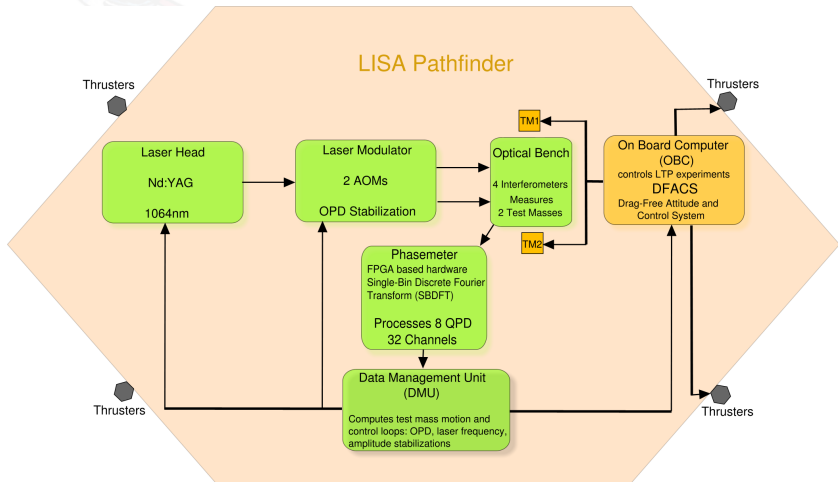 LISA Pathfinder
Thrusters
Thrusters
TM1
Laser Head
Nd:YAG
1064nm
Laser Modulator
2 AOMs
OPD Stabilization
Optical Bench
4 Interferometers
Measures
2 Test Masses
On Board Computer
(OBC)
controls LTP experiments
DFACS
Drag-Free Attitude and
Control System
TM2
Phasemeter
FPGA based hardware
Single-Bin Discrete Fourier
Transform (SBDFT)
Processes 8 QPD
32 Channels
Data Management Unit
(DMU)
Computes test mass motion and
control loops: OPD, laser frequency,
amplitude stabilizations
Thrusters
Thrusters